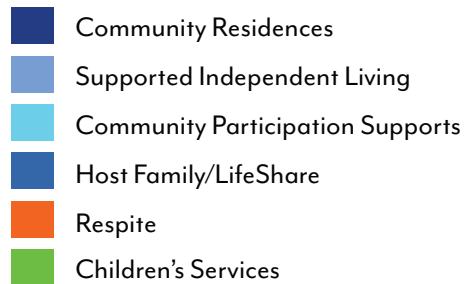 Community Residences
Supported Independent Living
Community Participation Supports
Host Family/LifeShare
Respite
Children's Services